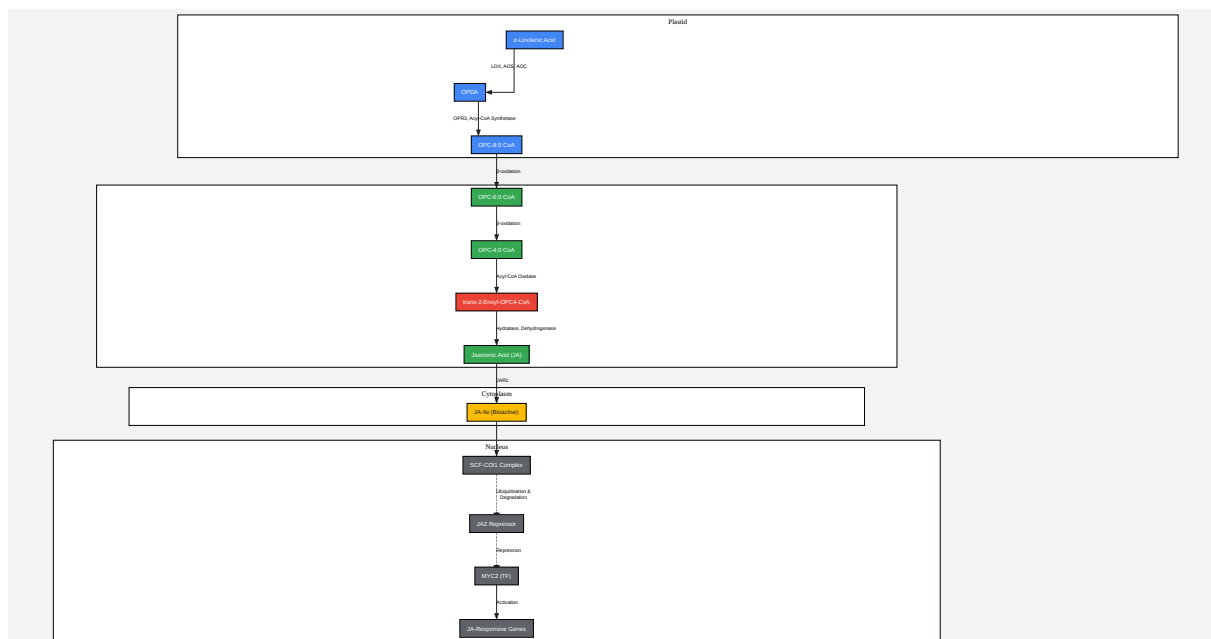 Plastid
α-Linolenic Acid
LOX, AOS, AOC
OPDA
OPR3, Acyl-CoA Synthetase
OPC-8:0 CoA
β-oxidation
OPC-6:0 CoA
β-oxidation
OPC-4:0 CoA
Acyl-CoA Oxidase
trans-2-Enoyl-OPC4-CoA
Hydratase, Dehydrogenase
Jasmonic Acid (JA)
JAR1
Cytoplasm
JA-Ile (Bioactive)
Nucleus
SCF-COI1 Complex
Ubiquitination &
Degradation
JAZ Repressor
Repression
MYC2 (TF)
Activation
JA-Responsive Genes